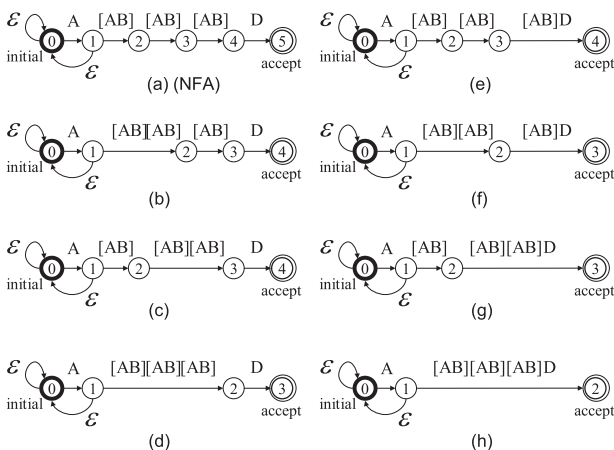 ε A [AB] [AB] [AB] D
0 1 2 3 4 5
initial ε accept
(a) (NFA)
ε A [AB] [AB] [AB]D
0 1 2 3 4
initial ε accept
(e)
ε A [AB][AB] [AB] D
0 1 2 3 4
initial ε accept
(b)
ε A [AB][AB] [AB]D
0 1 2 3
initial ε accept
(f)
ε A [AB] [AB][AB] D
0 1 2 3 4
initial ε accept
(c)
ε A [AB] [AB][AB]D
0 1 2 3
initial ε accept
(g)
ε A [AB][AB][AB] D
0 1 2 3
initial ε accept
(d)
ε A [AB][AB][AB]D
0 1 2
initial ε accept
(h)